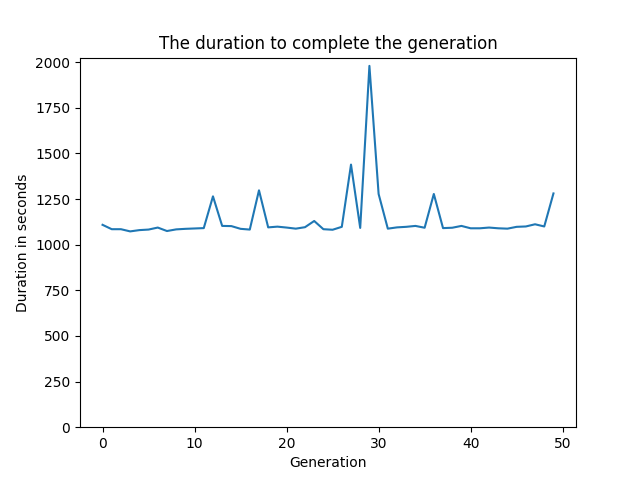 The duration to complete the generation
2000
1750
1500
1250
1000
750
500
250
0
Duration in seconds
0 10 20 30 40 50
Generation